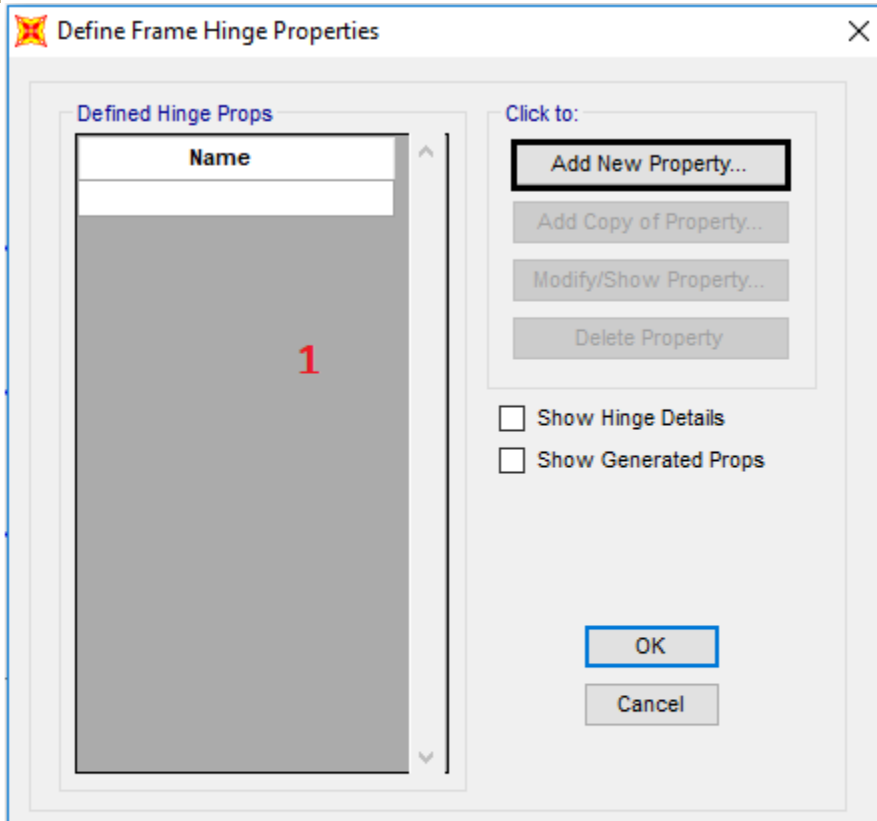 Define Frame Hinge Properties
Defined Hinge Props
Name
1
Click to:
Add New Property...
Add Copy of Property...
Modify/Show Property...
Delete Property
Show Hinge Details
Show Generated Props
OK
Cancel